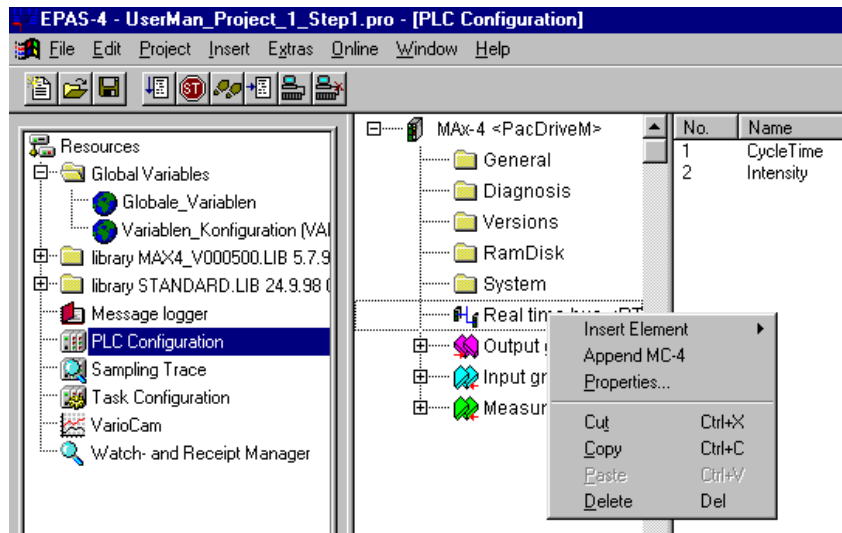 EPAS-4 - UserMan_Project_1_Step1.pro - [PLC Configuration]
File Edit Project Insert Extras Online Window Help
ST
Resources
Global Variables
Globale_Variablen
Variablen_Konfiguration (VAI
library MAX4_V000500.LIB 5.7.9
library STANDARD.LIB 24.9.98 (
Message logger
PLC Configuration
Sampling Trace
Task Configuration
VarioCam
Watch- and Receipt Manager
MAx-4 <PacDriveM>
General
Diagnosis
Versions
RamDisk
System
Real time
Output g
Input gr
Measur
Insert Element
Append MC-4
Properties...
Cut Ctrl+X
Copy Ctrl+C
Paste Ctrl+V
Delete Del
No. Name
1 CycleTime
2 Intensity